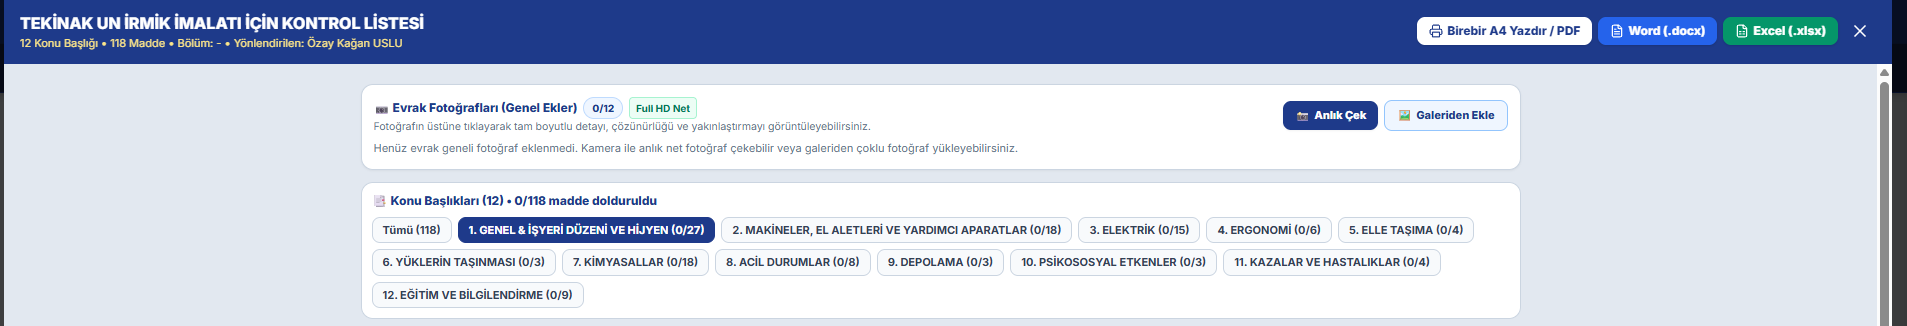 TEKİNAK UN İRMİK İMALATI İÇİN KONTROL LİSTESİ
12 Konu Başlığı • 118 Madde • Bölüm: - • Yönlendirilen: Özay Kağan USLU
Birebir A4 Yazdır / PDF
Word (.docx)
Excel (.xlsx)
Evrak Fotoğrafları (Genel Ekler) 0/12 Full HD Net
Fotoğrafın üstüne tıklayarak tam boyutlu detayı, çözünürlüğü ve yakınlaştırmayı görüntüleyebilirsiniz.
Anlık Çek
Galeriden Ekle
Henüz evrak geneli fotoğraf eklenmedi. Kamera ile anlık net fotoğraf çekebilir veya galeriden çoklu fotoğraf yükleyebilirsiniz.
Konu Başlıkları (12) • 0/118 madde dolduruldu
Tümü (118) 1. GENEL & İŞYERİ DÜZENİ VE HİJYEN (0/27) 2. MAKİNELER, EL ALETLERİ VE YARDIMCI APARATLAR (0/18) 3. ELEKTRİK (0/15) 4. ERGONOMİ (0/6) 5. ELLE TAŞIMA (0/4)
6. YÜKLERİN TAŞINMASI (0/3) 7. KİMYASALLAR (0/18) 8. ACİL DURUMLAR (0/8) 9. DEPOLAMA (0/3) 10. PSİKOSOSYAL ETKENLER (0/3) 11. KAZALAR VE HASTALIKLAR (0/4)
12. EĞİTİM VE BİLGİLENDİRME (0/9)